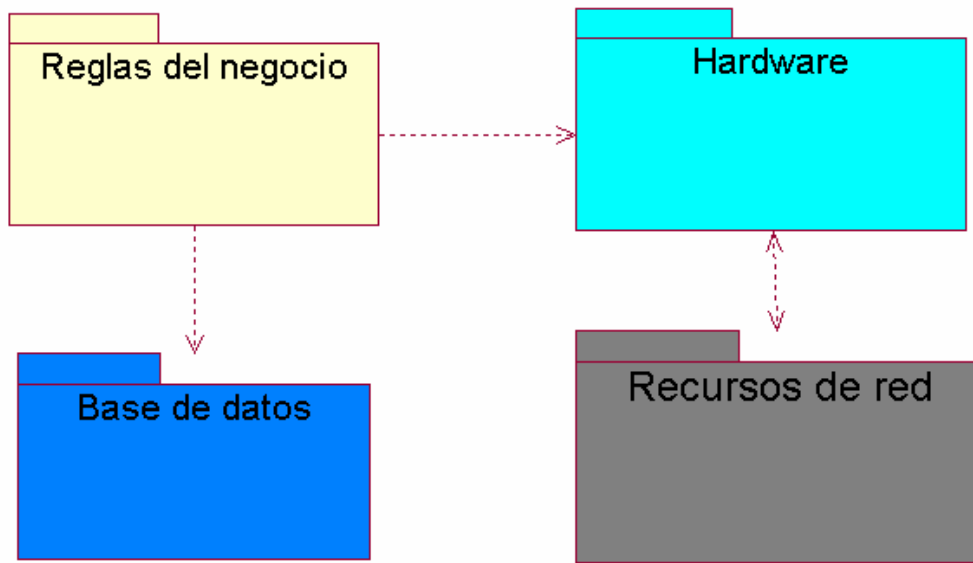 Reglas del negocio
Hardware
Base de datos
Recursos de red